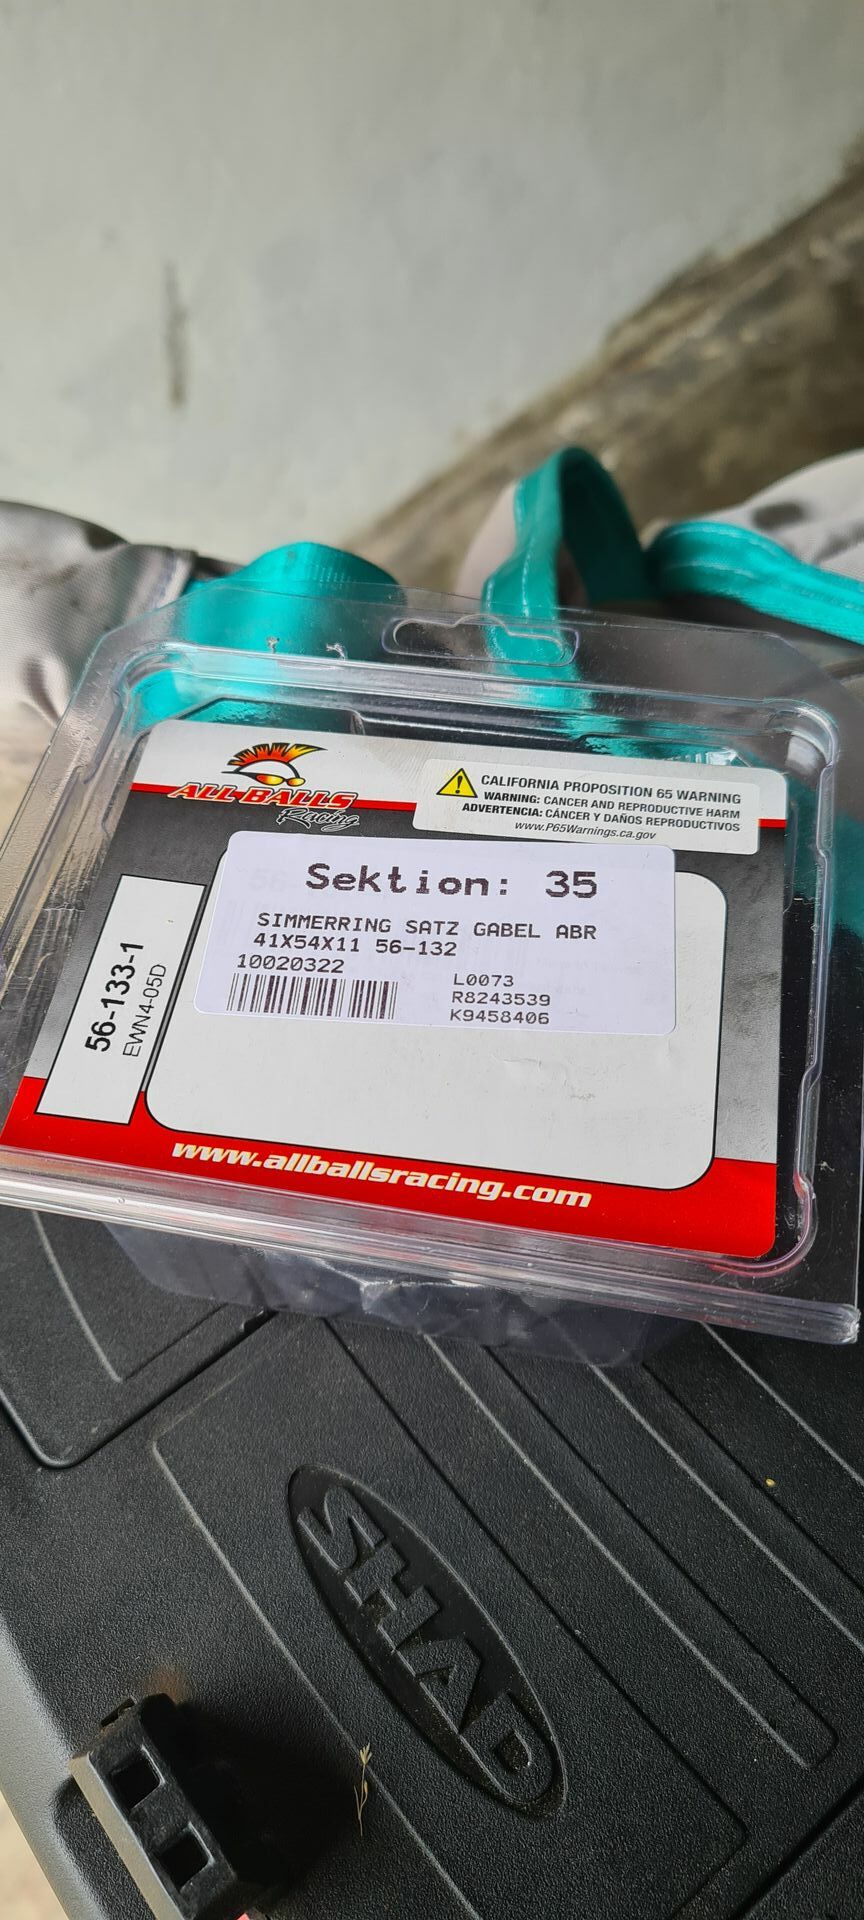 ALL BALLS
Racing
CALIFORNIA PROPOSITION 65 WARNING
WARNING: CANCER AND REPRODUCTIVE HARM
ADVERTENCIA: CÁNCER Y DAÑOS REPRODUCTIVOS
www.P65Warnings.ca.gov
Sektion: 35
SIMMERRING SATZ GABEL ABR
41X54X11 56-132
10020322
L0073
R8243539
K9458406
56-133-1
EWN4-05D
www.allballsracing.com
SHAD